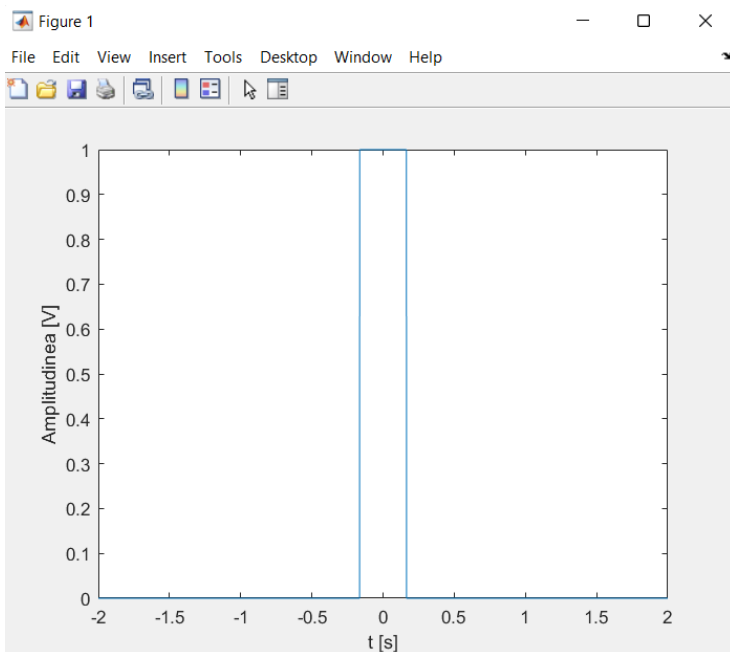 Figure 1
File Edit View Insert Tools Desktop Window Help
1
0.9
0.8
0.7
0.6
0.5
0.4
0.3
0.2
0.1
0
Amplitudinea [V]
-2 -1.5 -1 -0.5 0 0.5 1 1.5 2
t [s]